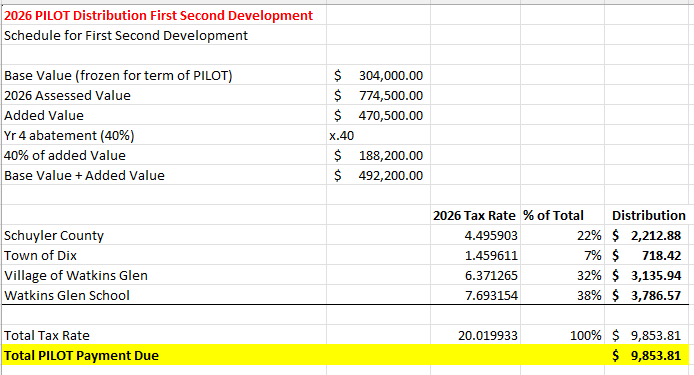 2026 PILOT Distribution First Second Development
Schedule for First Second Development
Base Value (frozen for term of PILOT) $ 304,000.00
2026 Assessed Value $ 774,500.00
Added Value $ 470,500.00
Yr 4 abatement (40%) x.40
40% of added Value $ 188,200.00
Base Value + Added Value $ 492,200.00
2026 Tax Rate % of Total Distribution
Schuyler County 4.495903 22% $ 2,212.88
Town of Dix 1.459611 7% $ 718.42
Village of Watkins Glen 6.371265 32% $ 3,135.94
Watkins Glen School 7.693154 38% $ 3,786.57
Total Tax Rate 20.019933 100% $ 9,853.81
Total PILOT Payment Due $ 9,853.81